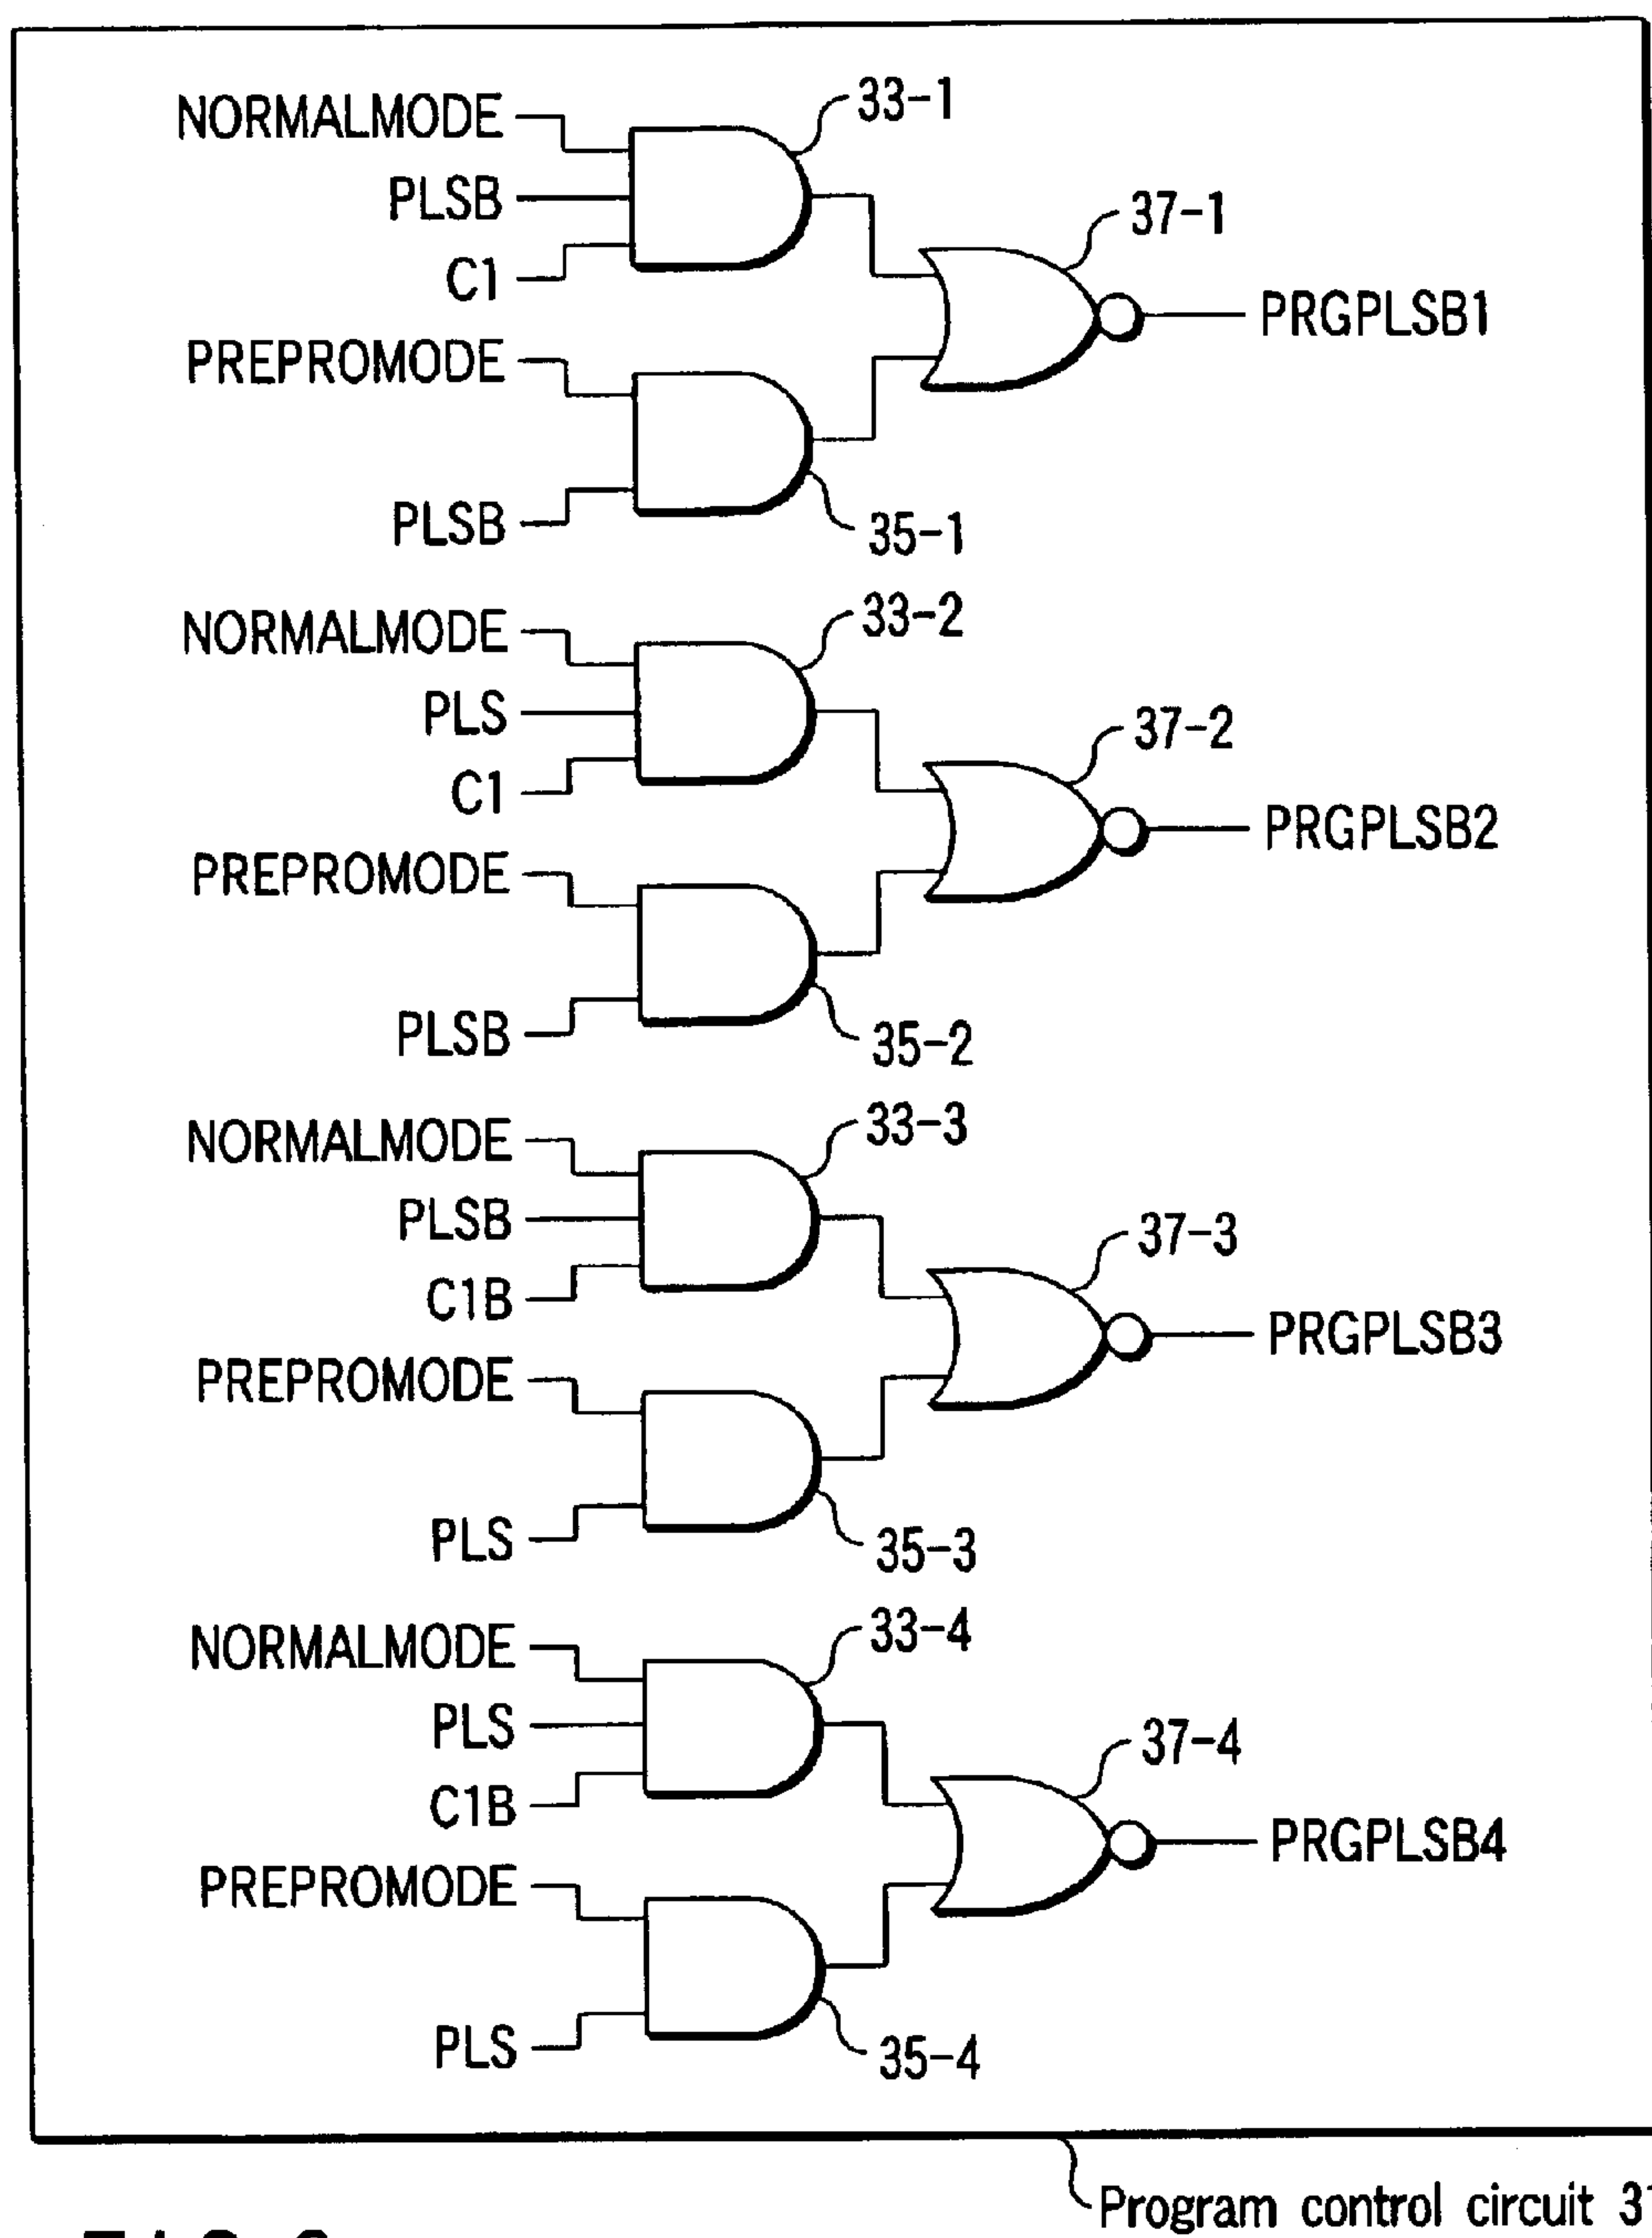 NORMALMODE
33-1
PLSB
37-1
C1
PRGPLSB1
PREPROMODE
PLSB
35-1
NORMALMODE
33-2
PLS
37-2
C1
PRGPLSB2
PREPROMODE
PLSB
35-2
NORMALMODE
33-3
PLSB
37-3
C1B
PRGPLSB3
PREPROMODE
PLS
35-3
NORMALMODE
33-4
PLS
37-4
C1B
PRGPLSB4
PREPROMODE
PLS
35-4
Program control circuit